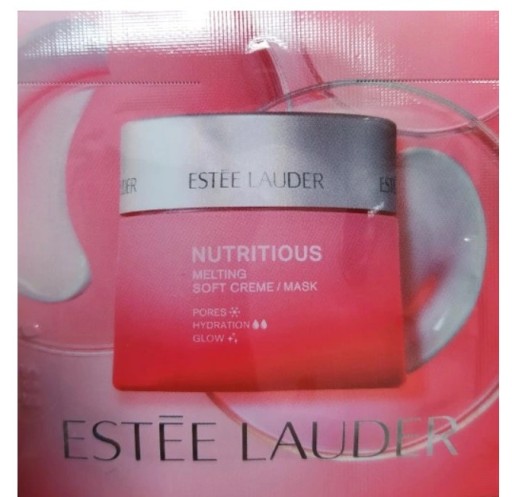 ESTĒE LAUDER
NUTRITIOUS
MELTING
SOFT CREME / MASK
PORES
HYDRATION
GLOW
ESTĒE LAUDER